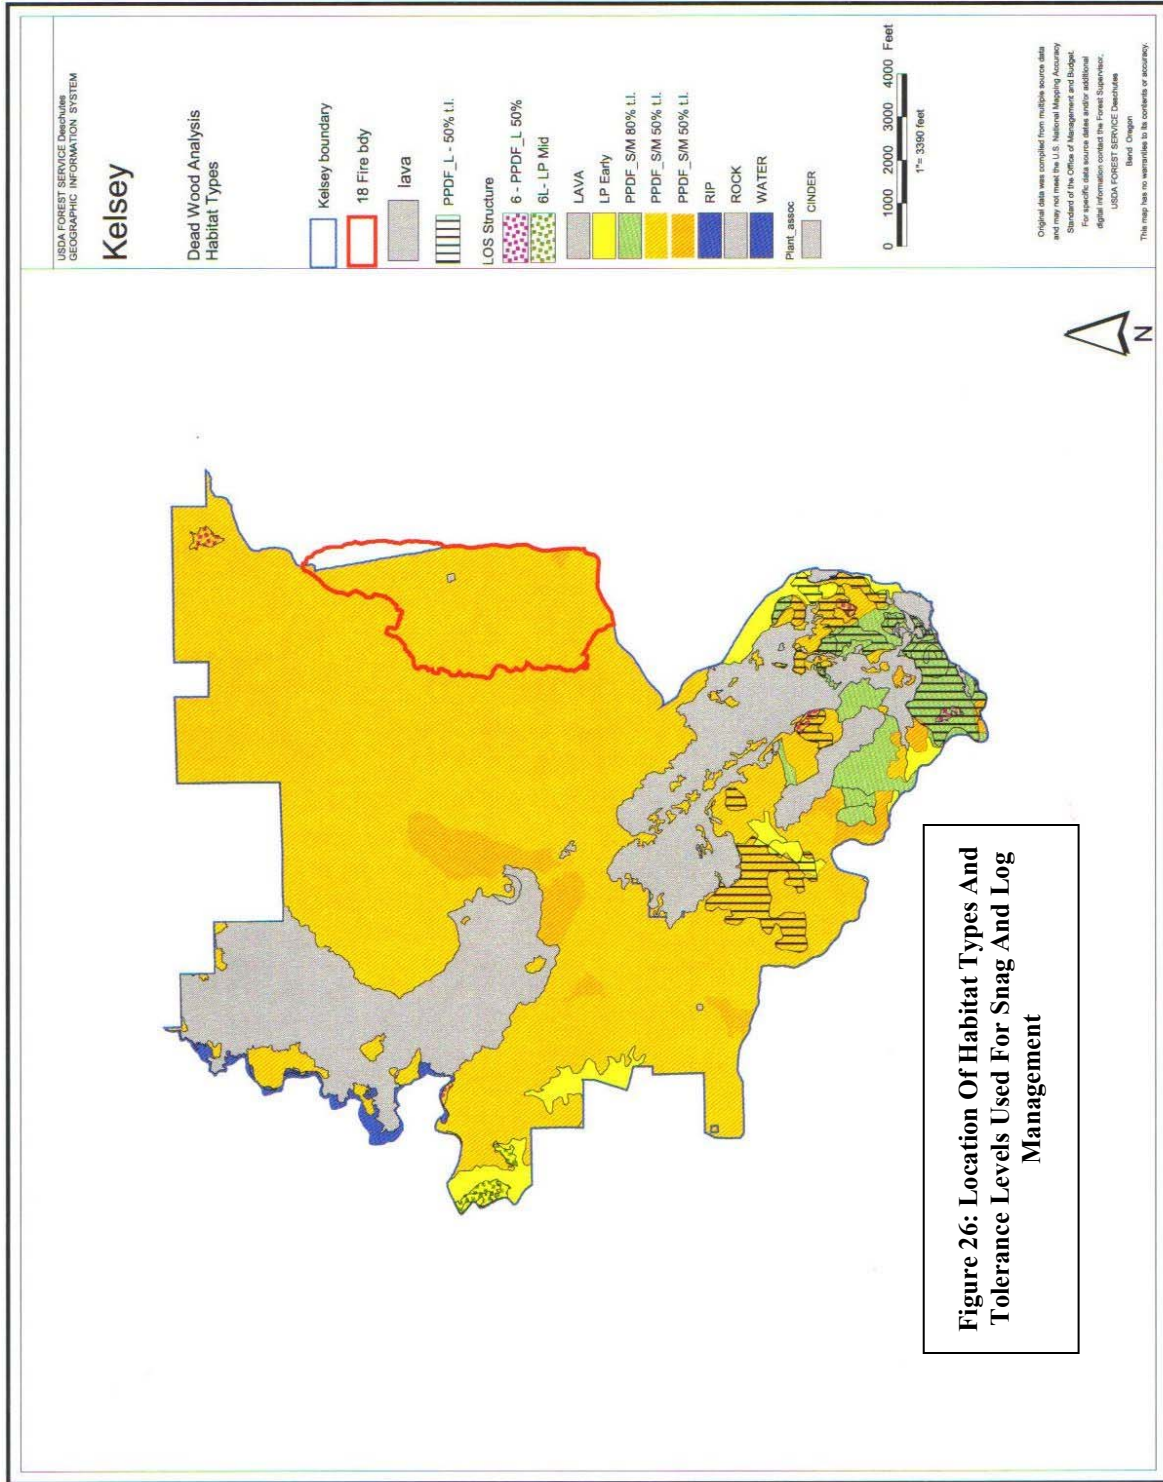 USDA FOREST SERVICE Deschutes
GEOGRAPHIC INFORMATION SYSTEM
Kelsey
Dead Wood Analysis
Habitat Types
Kelsey boundary
18 Fire bdy
lava
PPDF_L - 50% t.l.
LOS Structure
6 - PPDF_L 50%
6L- LP Mid
LAVA
LP Early
PPDF_S/M 80% t.l.
PPDF_S/M 50% t.l.
PPDF_S/M 50% t.l.
RIP
ROCK
WATER
Plant_assoc
CINDER
0 1000 2000 3000 4000 Feet
1"= 3390 feet
Original data was compiled from multiple source data
and may not meet the U.S. National Mapping Accuracy
Standard of the Office of Management and Budget.
For specific data source dates and/or additional
digital information contact the Forest Supervisor,
USDA FOREST SERVICE Deschutes
Bend Oregon
This map has no warranties to its contents or accuracy.
N
Figure 26: Location Of Habitat Types And
Tolerance Levels Used For Snag And Log
Management